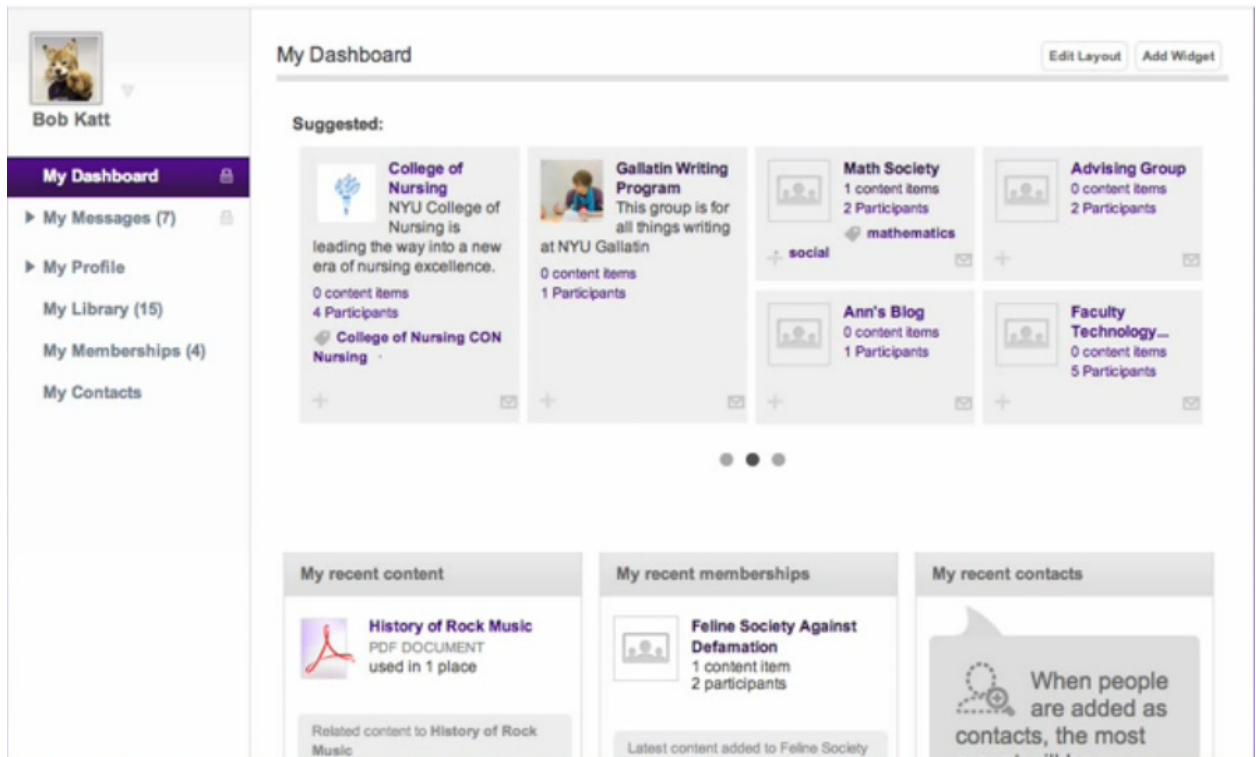 Bob Katt
My Dashboard
My Messages (7)
My Profile
My Library (15)
My Memberships (4)
My Contacts
My Dashboard
Edit Layout
Add Widget
Suggested:
College of
Nursing
NYU College of
Nursing is
leading the way into a new
era of nursing excellence.
0 content items
4 Participants
College of Nursing CON
Nursing
Gallatin Writing
Program
This group is for
all things writing
at NYU Gallatin
0 content items
1 Participants
Math Society
1 content items
2 Participants
mathematics
social
Advising Group
0 content items
2 Participants
Ann's Blog
0 content items
1 Participants
Faculty
Technology...
0 content items
5 Participants
My recent content
History of Rock Music
PDF DOCUMENT
used in 1 place
Related content to History of Rock
Music
My recent memberships
Feline Society Against
Defamation
1 content item
2 participants
Latest content added to Feline Society
My recent contacts
When people
are added as
contacts, the most